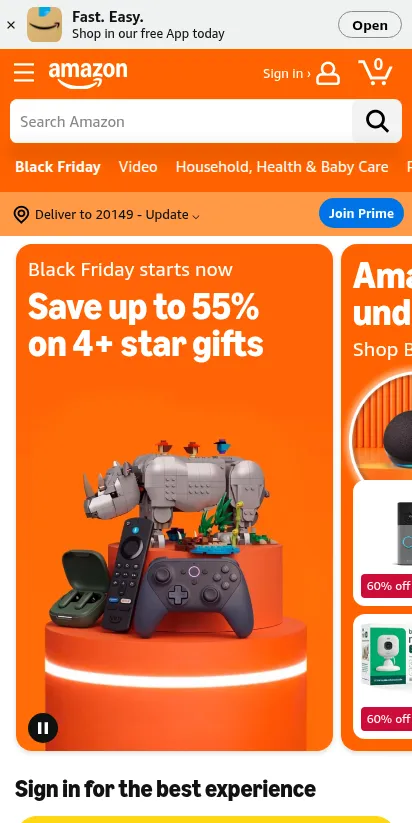 Fast. Easy.
Shop in our free App today
Open
amazon
Sign in ›
0
Search Amazon
Black Friday
Video
Household, Health & Baby Care
Deliver to 20149 - Update
Join Prime
Black Friday starts now
Save up to 55%
on 4+ star gifts
Shop
60% off
60% off
Sign in for the best experience